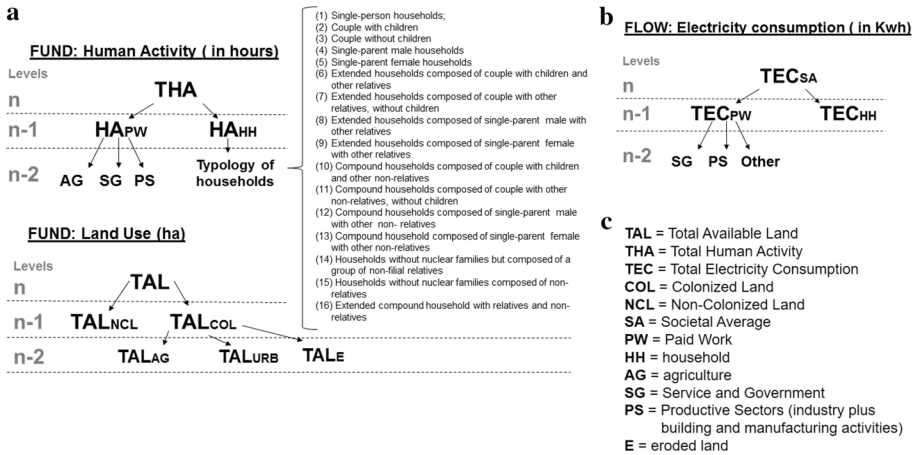 a
FUND: Human Activity ( in hours)
Levels
n
THA
n-1
HAPW
HAHH
n-2
AG SG PS
Typology of
households
(1) Single-person households;
(2) Couple with children
(3) Couple without children
(4) Single-parent male households
(5) Single-parent female households
(6) Extended households composed of couple with children and
other relatives
(7) Extended households composed of couple with other
relatives, without children
(8) Extended households composed of single-parent male with
other relatives
(9) Extended households composed of single-parent female
with other relatives
(10) Compound households composed of couple with children
and other non-relatives
(11) Compound households composed of couple with other
non-relatives, without children
(12) Compound households composed of single-parent male
with other non- relatives
(13) Compound household composed of single-parent female
with other non-relatives
(14) Households without nuclear families but composed of a
group of non-filial relatives
(15) Households without nuclear families composed of non-
relatives
(16) Extended compound household with relatives and non-
relatives
FUND: Land Use (ha)
Levels
n
TAL
n-1
TALNCL
TALCOL
n-2
TALAG
TALURB
TALE
b
FLOW: Electricity consumption ( in Kwh)
Levels
n
TECSA
n-1
TECPW
TECHH
n-2
SG PS Other
c
TAL = Total Available Land
THA = Total Human Activity
TEC = Total Electricity Consumption
COL = Colonized Land
NCL = Non-Colonized Land
SA = Societal Average
PW = Paid Work
HH = household
AG = agriculture
SG = Service and Government
PS = Productive Sectors (industry plus
building and manufacturing activities)
E = eroded land